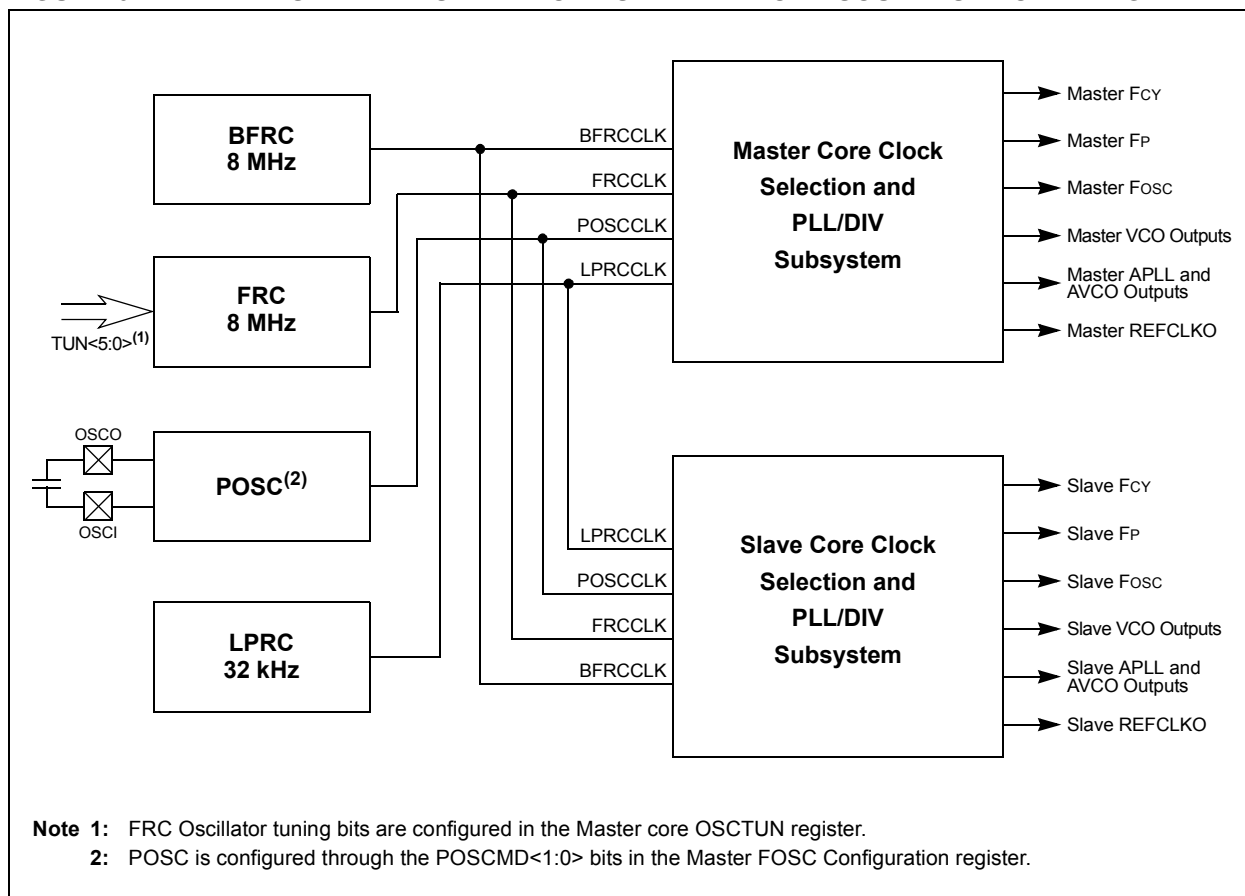 BFRC
8 MHz
FRC
8 MHz
TUN<5:0>(1)
OSCO
OSCI
POSC(2)
LPRC
32 kHz
BFRCCLK
FRCCLK
POSCCLK
LPRCCLK
Master Core Clock
Selection and
PLL/DIV
Subsystem
Master FCY
Master FP
Master FOSC
Master VCO Outputs
Master APLL and
AVCO Outputs
Master REFCLKO
LPRCCLK
POSCCLK
FRCCLK
BFRCCLK
Slave Core Clock
Selection and
PLL/DIV
Subsystem
Slave FCY
Slave FP
Slave FOSC
Slave VCO Outputs
Slave APLL and
AVCO Outputs
Slave REFCLKO
Note 1: FRC Oscillator tuning bits are configured in the Master core OSCTUN register.
2: POSC is configured through the POSCMD<1:0> bits in the Master FOSC Configuration register.